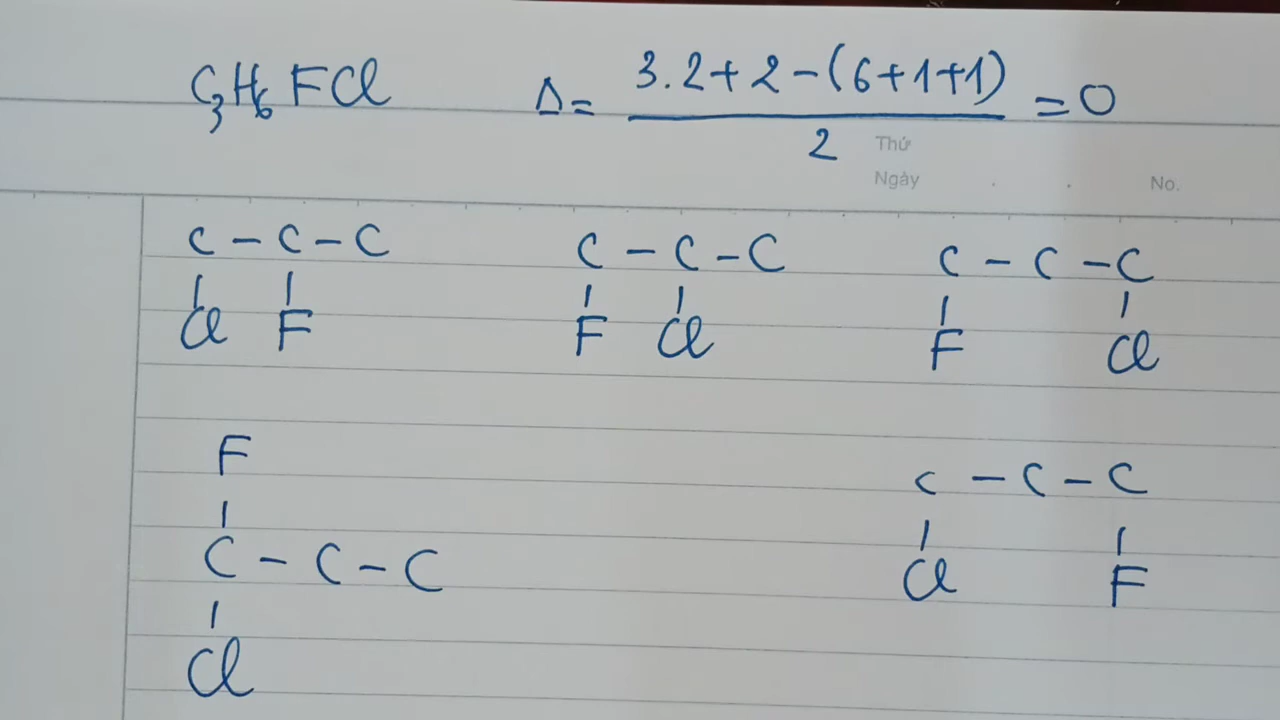 C₃H₆FCl Δ = 3.2+2-(6+1+1) / 2 = 0
Thứ
Ngày . . No.
C - C - C C - C - C C - C - C
Cl F F Cl F Cl
F
C - C - C
Cl F
C - C - C
Cl